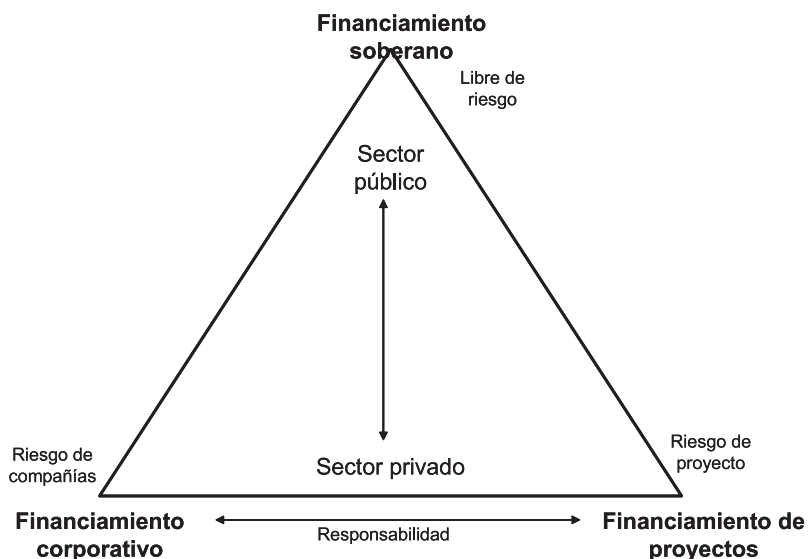 Financiamiento
soberano
Libre de
riesgo
Sector
público
Riesgo de
compañías
Sector privado
Riesgo de
proyecto
Financiamiento
corporativo
Responsabilidad
Financiamiento de
proyectos